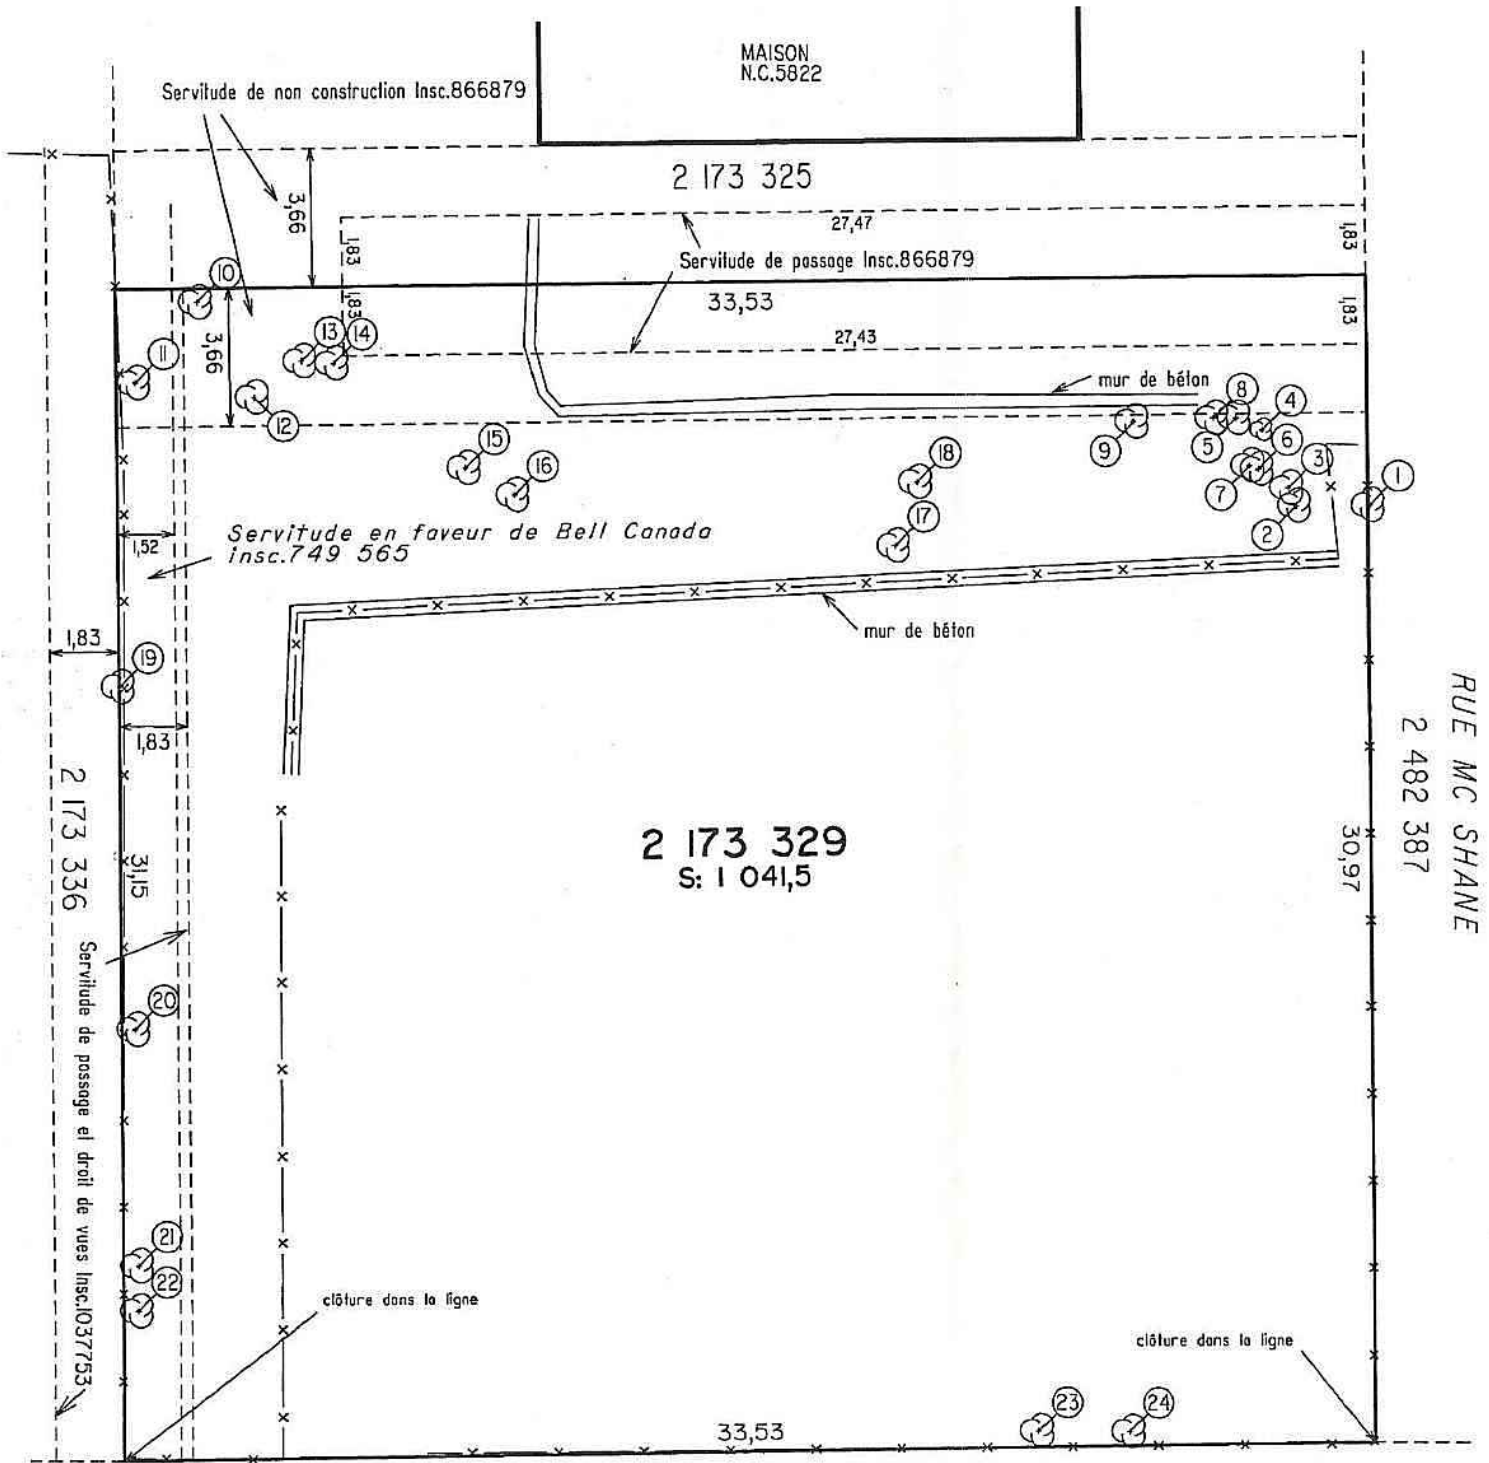 MAISON
N.C.5822
Servitude de non construction Insc.866879
2 173 325
3,66
1,83
27,47
1,83
Servitude de passage Insc.866879
10
33,53
1,83
1,83
3,66
13
14
27,43
11
mur de béton
8
4
12
15
5
6
9
3
16
18
7
1
17
2
Servitude en faveur de Bell Canada
insc.749 565
1,52
mur de béton
1,83
19
1,83
RUE MC SHANE
2 482 387
2 173 336
31,15
2 173 329
S: 1 041,5
30,97
Servitude de passage et droit de vues Insc.1037753
20
21
22
clôture dans la ligne
clôture dans la ligne
23
24
33,53